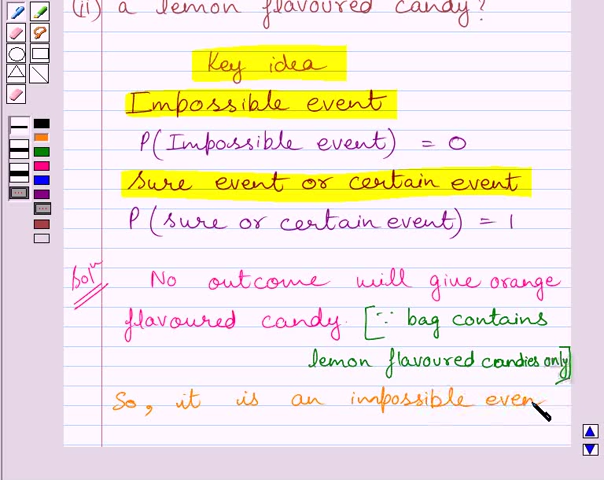 (ii) a lemon flavoured candy?
Key idea
Impossible event
P(Impossible event) = 0
Sure event or certain event
P(sure or certain event) = 1
Solⁿ No outcome will give orange
flavoured candy. [∵ bag contains
lemon flavoured candies only]
So, it is an impossible even